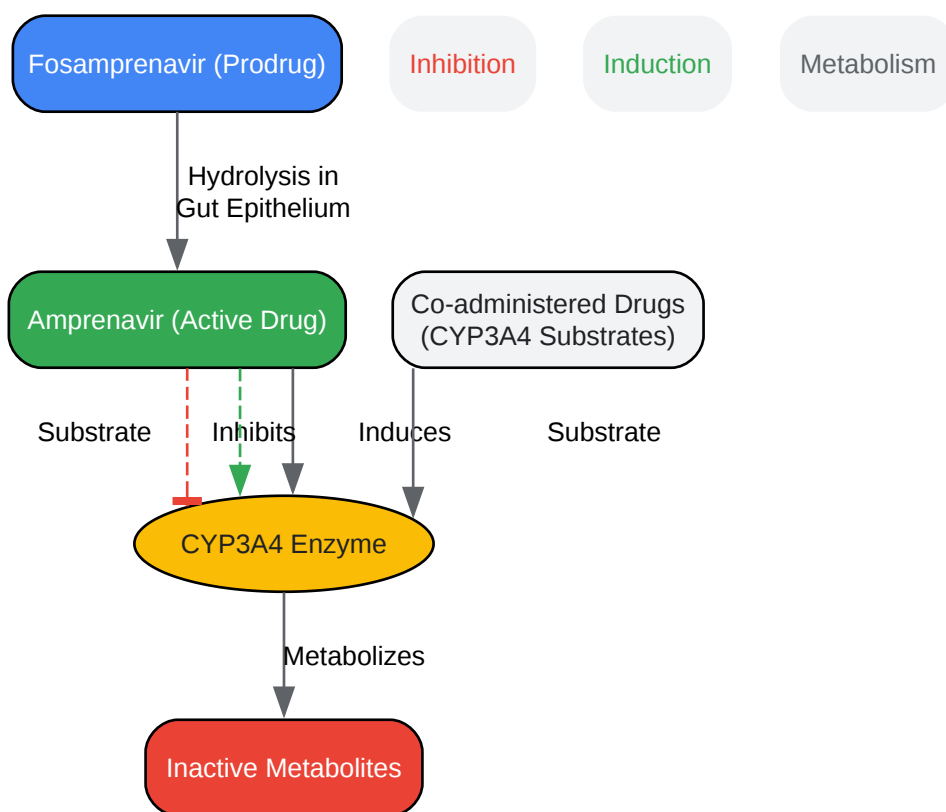 Fosamprenavir (Prodrug)
Inhibition
Induction
Metabolism
Hydrolysis in
Gut Epithelium
Amprenavir (Active Drug)
Co-administered Drugs
(CYP3A4 Substrates)
Substrate
Inhibits
Induces
Substrate
CYP3A4 Enzyme
Metabolizes
Inactive Metabolites